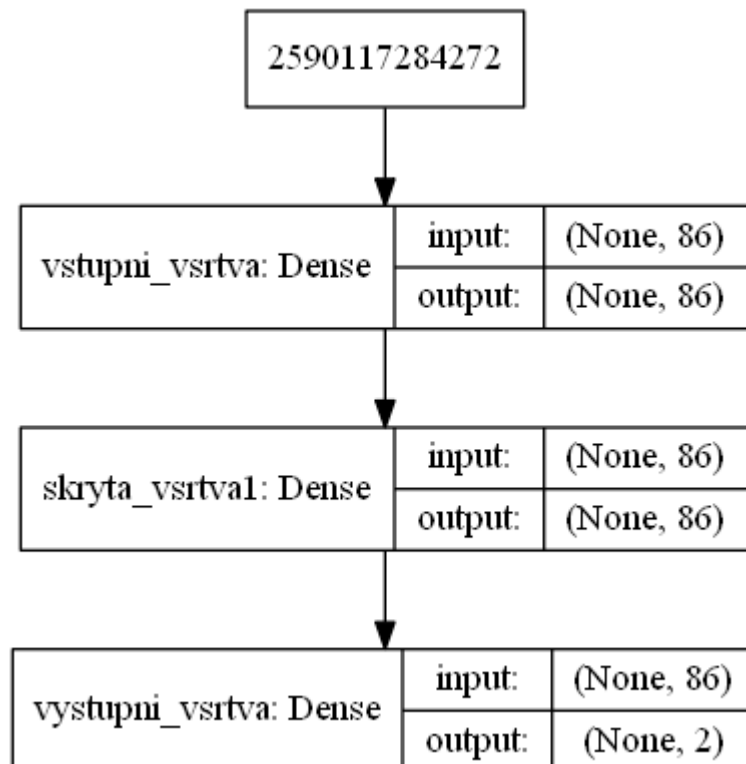 2590117284272
vstupni_vsrtva: Dense
input:
(None, 86)
output:
(None, 86)
skryta_vsrtva1: Dense
input:
(None, 86)
output:
(None, 86)
vystupni_vsrtva: Dense
input:
(None, 86)
output:
(None, 2)